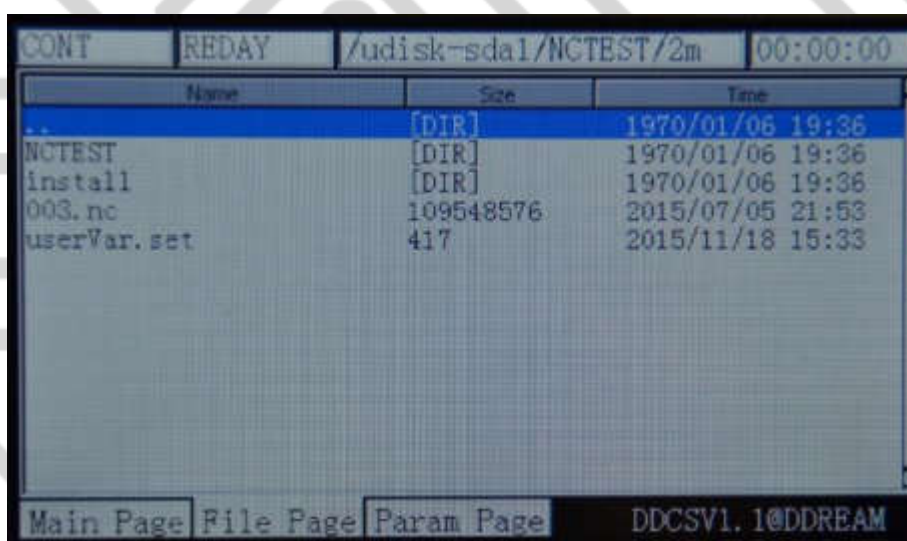 CONT REDAY /udisk-sda1/NCTEST/2m 00:00:00
Name Size Time
.. [DIR] 1970/01/06 19:36
NCTEST [DIR] 1970/01/06 19:36
install [DIR] 1970/01/06 19:36
003.nc 109548576 2015/07/05 21:53
userVar.set 417 2015/11/18 15:33
Main Page File Page Param Page DDCSV1.1@DDREAM